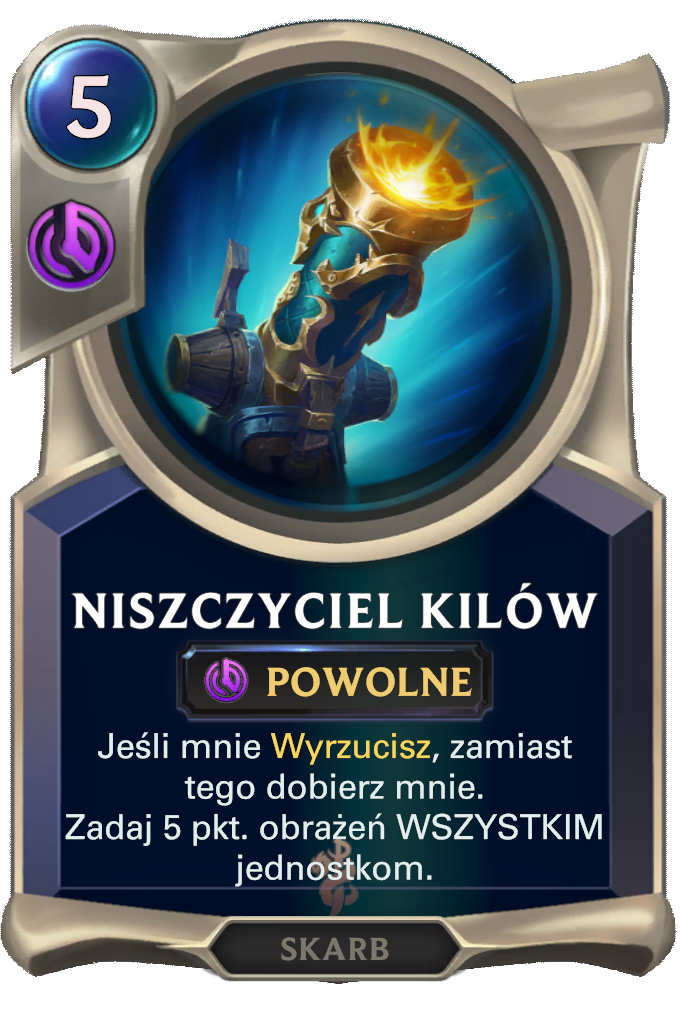 5
NISZCZYCIEL KILÓW
POWOLNE
Jeśli mnie Wyrzucisz, zamiast
tego dobierz mnie.
Zadaj 5 pkt. obrażeń WSZYSTKIM
jednostkom.
SKARB